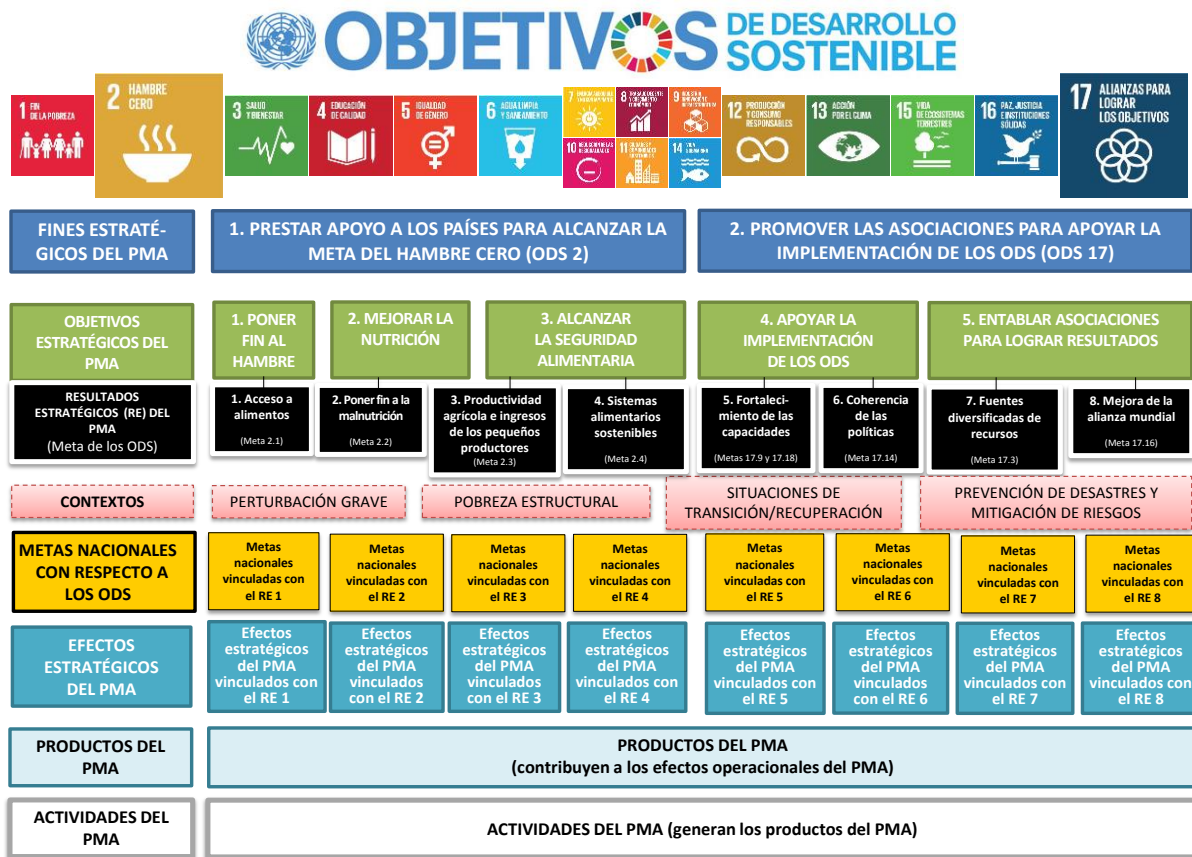 OBJETIVOS DE DESARROLLO
SOSTENIBLE
1 FIN
DE LA POBREZA
2 HAMBRE
CERO
3 SALUD
Y BIENESTAR
4 EDUCACIÓN
DE CALIDAD
5 IGUALDAD
DE GÉNERO
6 AGUA LIMPIA
Y SANEAMIENTO
7
8
9
10
11
14
12 PRODUCCIÓN
Y CONSUMO
RESPONSABLES
13 ACCIÓN
POR EL CLIMA
15 VIDA
DE ECOSISTEMAS
TERRESTRES
16 PAZ, JUSTICIA
E INSTITUCIONES
SÓLIDAS
17 ALIANZAS PARA
LOGRAR
LOS OBJETIVOS
FINES ESTRATÉ-
GICOS DEL PMA
1. PRESTAR APOYO A LOS PAÍSES PARA ALCANZAR LA
META DEL HAMBRE CERO (ODS 2)
2. PROMOVER LAS ASOCIACIONES PARA APOYAR LA
IMPLEMENTACIÓN DE LOS ODS (ODS 17)
OBJETIVOS
ESTRATÉGICOS DEL
PMA
1. PONER
FIN AL
HAMBRE
2. MEJORAR LA
NUTRICIÓN
3. ALCANZAR
LA SEGURIDAD
ALIMENTARIA
4. APOYAR LA
IMPLEMENTACIÓN
DE LOS ODS
5. ENTABLAR ASOCIACIONES
PARA LOGRAR RESULTADOS
RESULTADOS
ESTRATÉGICOS (RE) DEL
PMA
(Meta de los ODS)
1. Acceso a
alimentos
(Meta 2.1)
2. Poner fin a la
malnutrición
(Meta 2.2)
3. Productividad
agrícola e ingresos
de los pequeños
productores
(Meta 2.3)
4. Sistemas
alimentarios
sostenibles
(Meta 2.4)
5. Fortaleci-
miento de las
capacidades
(Metas 17.9 y 17.18)
6. Coherencia
de las
políticas
(Meta 17.14)
7. Fuentes
diversificadas de
recursos
(Meta 17.3)
8. Mejora de la
alianza mundial
(Meta 17.16)
CONTEXTOS
PERTURBACIÓN GRAVE
POBREZA ESTRUCTURAL
SITUACIONES DE
TRANSICIÓN/RECUPERACIÓN
PREVENCIÓN DE DESASTRES Y
MITIGACIÓN DE RIESGOS
METAS NACIONALES
CON RESPECTO A
LOS ODS
Metas
nacionales
vinculadas con
el RE 1
Metas
nacionales
vinculadas con
el RE 2
Metas
nacionales
vinculadas con
el RE 3
Metas
nacionales
vinculadas con
el RE 4
Metas
nacionales
vinculadas con
el RE 5
Metas
nacionales
vinculadas con
el RE 6
Metas
nacionales
vinculadas con
el RE 7
Metas
nacionales
vinculadas con
el RE 8
EFECTOS
ESTRATÉGICOS
DEL PMA
Efectos
estratégicos
del PMA
vinculados con
el RE 1
Efectos
estratégicos
del PMA
vinculados
con el RE 2
Efectos
estratégicos
del PMA
vinculados
con el RE 3
Efectos
estratégicos
del PMA
vinculados con
el RE 4
Efectos
estratégicos
del PMA
vinculados con
el RE 5
Efectos
estratégicos
del PMA
vinculados
con el RE 6
Efectos
estratégicos
del PMA
vinculados con
el RE 7
Efectos
estratégicos
del PMA
vinculados con
el RE 8
PRODUCTOS DEL
PMA
PRODUCTOS DEL PMA
(contribuyen a los efectos operacionales del PMA)
ACTIVIDADES DEL
PMA
ACTIVIDADES DEL PMA (generan los productos del PMA)